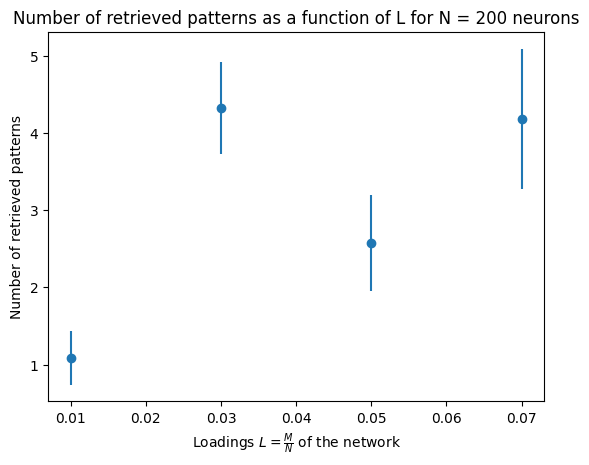 Number of retrieved patterns as a function of L for N = 200 neurons
Number of retrieved patterns
5
4
3
2
1
0.01 0.02 0.03 0.04 0.05 0.06 0.07
Loadings $L = \frac{M}{N}$ of the network